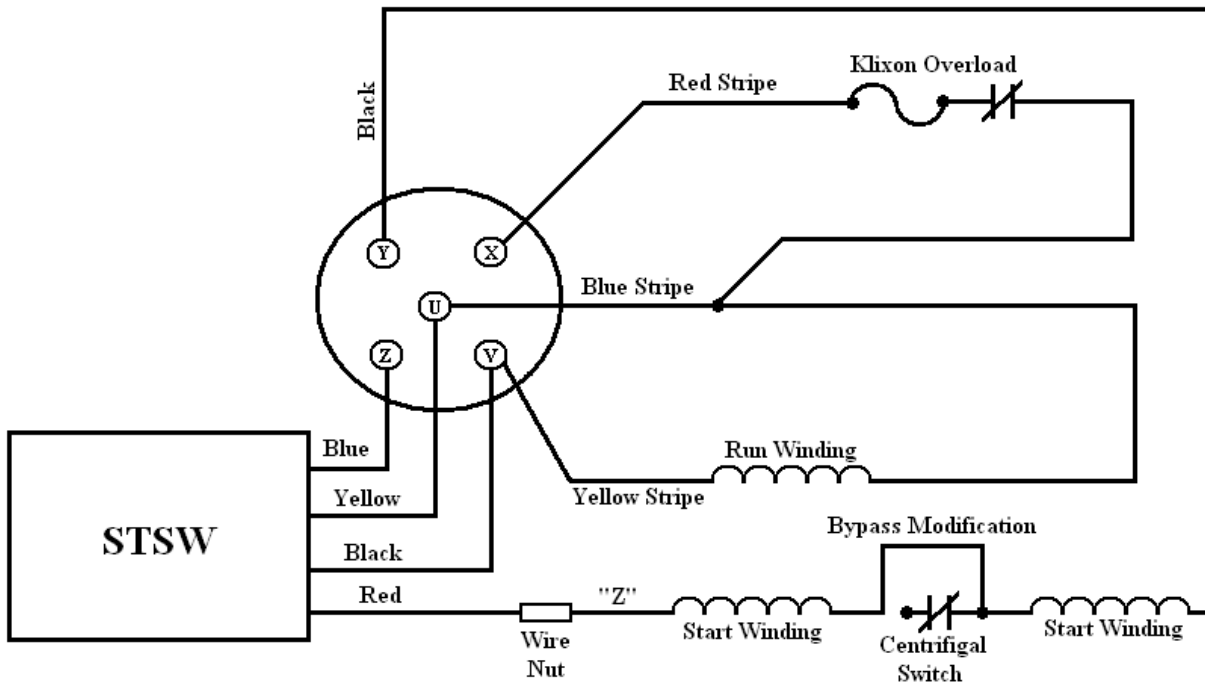 Klixon Overload
Red Stripe
Black
Y
X
Blue Stripe
U
Z
V
Blue
Run Winding
Yellow
Yellow Stripe
STSW
Bypass Modification
Black
Red
"Z"
Start Winding
Start Winding
Wire
Nut
Centrifigal
Switch